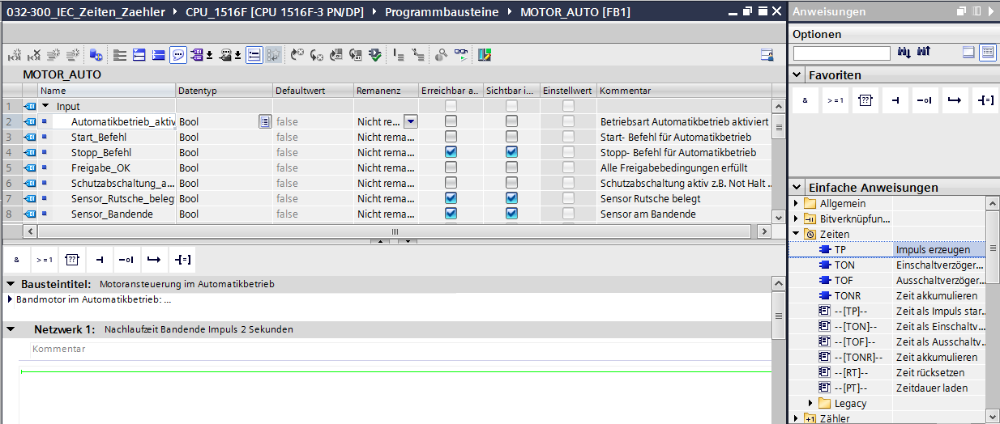 032-300_IEC_Zeiten_Zaehler CPU_1516F [CPU 1516F-3 PN/DP] Programmbausteine MOTOR_AUTO [FB1]
MOTOR_AUTO
Name Datentyp Defaultwert Remanenz Erreichbar a.. Sichtbar i... Einstellwert Kommentar
1 Input
2 Automatikbetrieb_aktiv Bool false Nicht re... Betriebsart Automatikbetrieb aktiviert
3 Start_Befehl Bool false Nicht rema... Start- Befehl für Automatikbetrieb
4 Stopp_Befehl Bool false Nicht rema... Stopp- Befehl für Automatikbetrieb
5 Freigabe_OK Bool false Nicht rema... Alle Freigabebedingungen erfüllt
6 Schutzabschaltung_a... Bool false Nicht rema... Schutzabschaltung aktiv z.B. Not Halt ...
7 Sensor_Rutsche_belegt Bool false Nicht rema... Sensor Rutsche belegt
8 Sensor_Bandende Bool false Nicht rema... Sensor am Bandende
& >=1 ??
Bausteintitel: Motoransteuerung im Automatikbetrieb
Bandmotor im Automatikbetrieb: ...
Netzwerk 1: Nachlaufzeit Bandende Impuls 2 Sekunden
Kommentar
Anweisungen
Optionen
Favoriten
& >=1 ??
Einfache Anweisungen
Allgemein
Bitverknüpfun...
Zeiten
TP Impuls erzeugen
TON Einschaltverzöger...
TOF Ausschaltverzöger...
TONR Zeit akkumulieren
--[TP]-- Zeit als Impuls star...
--[TON]-- Zeit als Einschaltv...
--[TOF]-- Zeit als Ausschaltv...
--[TONR]-- Zeit akkumulieren
--[RT]-- Zeit rücksetzen
--[PT]-- Zeitdauer laden
Legacy
+1 Zähler